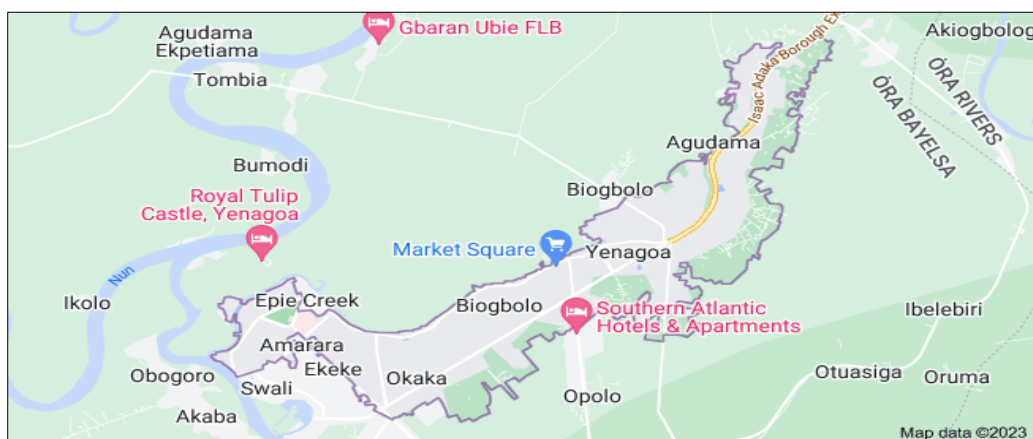 Gbaran Ubie FLB
Agudama
Ekpetiama
Tombia
Akiogbolog
Isaac Adaka Borough Ex
ÓRA RIVERS
ÓRA BAYELSA
Agudama
Bumodi
Biogbolo
Royal Tulip
Castle, Yenagoa
Market Square
Yenagoa
Nun
Ikolo
Epie Creek
Biogbolo
Southern Atlantic
Hotels & Apartments
Ibelebiri
Amarara
Ekeke
Obogoro
Swali
Okaka
Otuasiga
Oruma
Opolo
Akaba
Map data ©2023